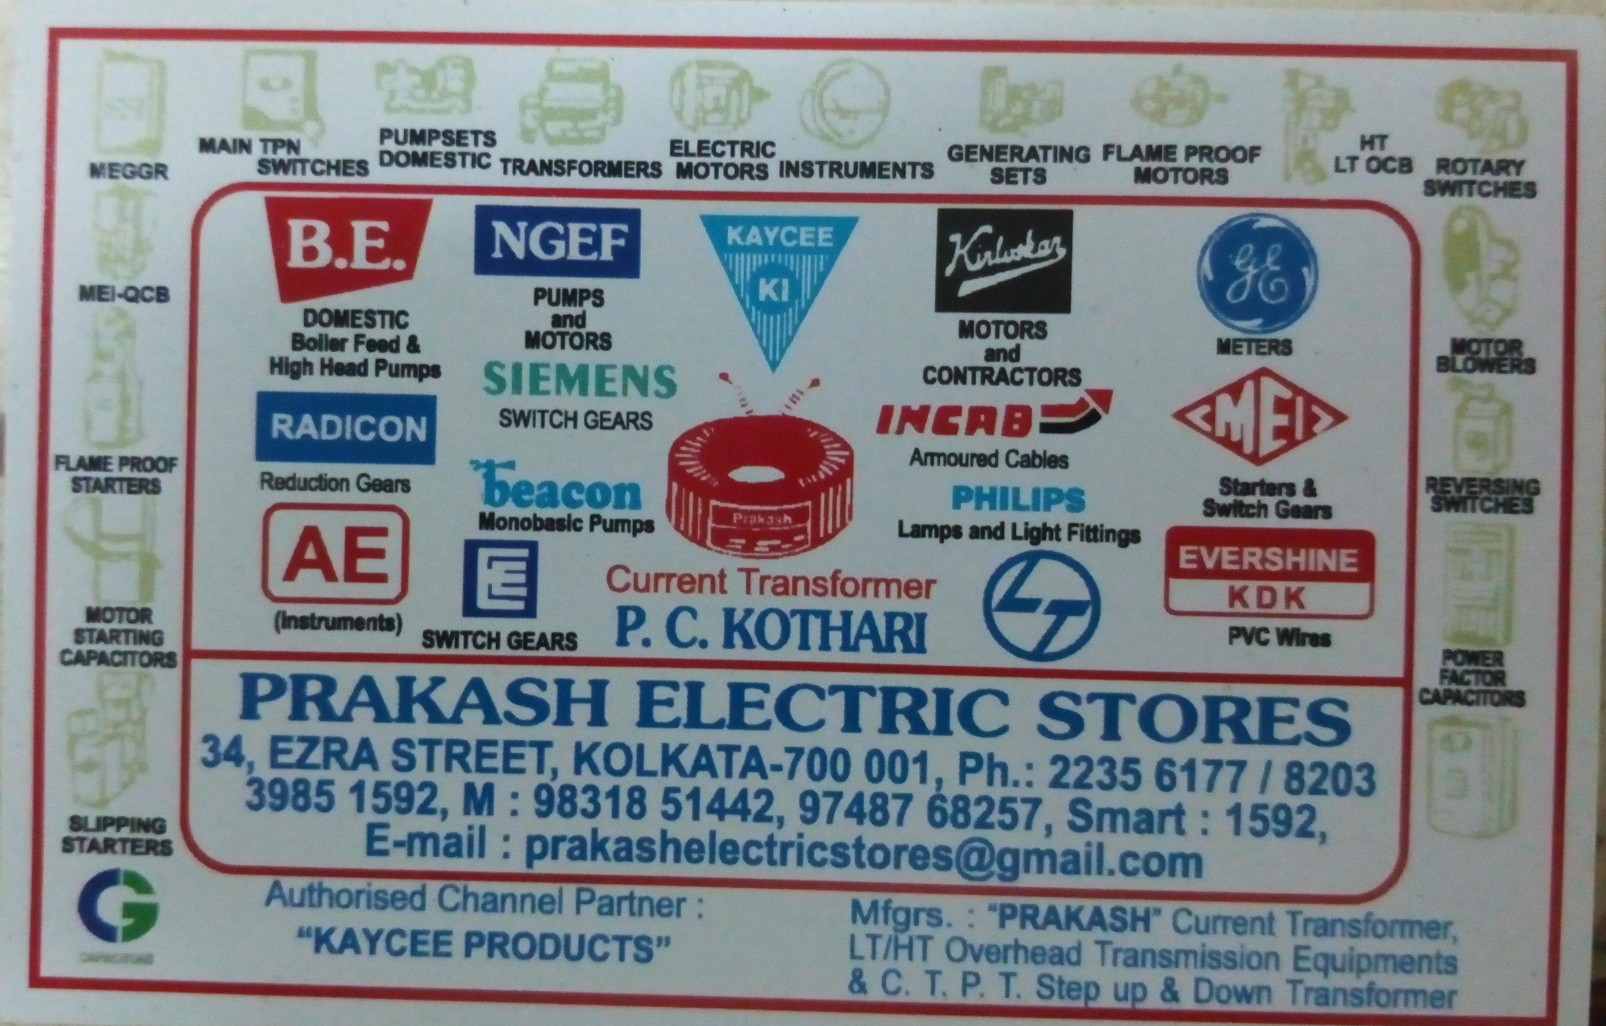 MEGGR
MAIN TPN
SWITCHES
PUMPSETS
DOMESTIC
TRANSFORMERS
ELECTRIC
MOTORS
INSTRUMENTS
GENERATING
SETS
FLAME PROOF
MOTORS
HT
LT OCB
ROTARY
SWITCHES
MEI-QCB
FLAME PROOF
STARTERS
MOTOR
STARTING
CAPACITORS
SLIPPING
STARTERS
CG
CAPACITORS
B.E.
DOMESTIC
Boiler Feed &
High Head Pumps
NGEF
PUMPS
and
MOTORS
KAYCEE
KI
Kirloskar
MOTORS
and
CONTRACTORS
GE
METERS
RADICON
Reduction Gears
SIEMENS
SWITCH GEARS
INCAB
Armoured Cables
MEI
Starters &
Switch Gears
AE
(Instruments)
beacon
Monobasic Pumps
Prakash
PHILIPS
Lamps and Light Fittings
EVERSHINE
KDK
PVC Wires
EE
SWITCH GEARS
Current Transformer
P. C. KOTHARI
LT
MOTOR
BLOWERS
REVERSING
SWITCHES
POWER
FACTOR
CAPACITORS
PRAKASH ELECTRIC STORES
34, EZRA STREET, KOLKATA-700 001, Ph.: 2235 6177 / 8203
3985 1592, M : 98318 51442, 97487 68257, Smart : 1592,
E-mail : prakashelectricstores@gmail.com
Authorised Channel Partner :
“KAYCEE PRODUCTS”
Mfgrs. : “PRAKASH” Current Transformer,
LT/HT Overhead Transmission Equipments
& C. T. P. T. Step up & Down Transformer